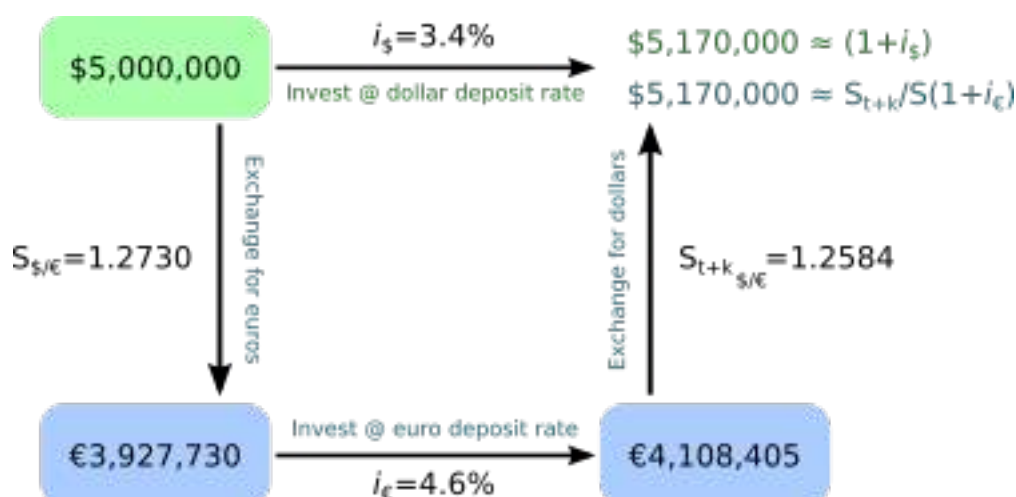 $5,000,000
i$=3.4%
Invest @ dollar deposit rate
$5,170,000 ≈ (1+i$)
$5,170,000 ≈ St+k/S(1+i€)
Exchange for euros
S$/€=1.2730
Exchange for dollars
St+k$/€=1.2584
€3,927,730
Invest @ euro deposit rate
i€=4.6%
€4,108,405